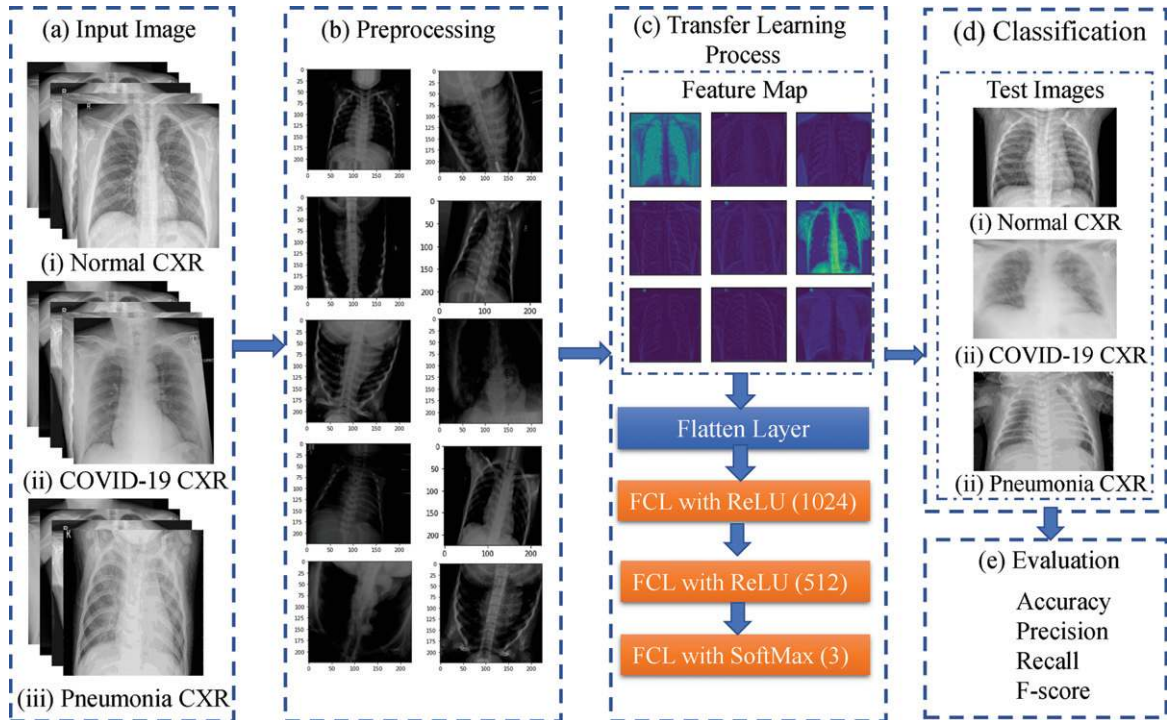 (a) Input Image
(i) Normal CXR
(ii) COVID-19 CXR
(iii) Pneumonia CXR
(b) Preprocessing
(c) Transfer Learning
Process
Feature Map
Flatten Layer
FCL with ReLU (1024)
FCL with ReLU (512)
FCL with SoftMax (3)
(d) Classification
Test Images
(i) Normal CXR
(ii) COVID-19 CXR
(ii) Pneumonia CXR
(e) Evaluation
Accuracy
Precision
Recall
F-score